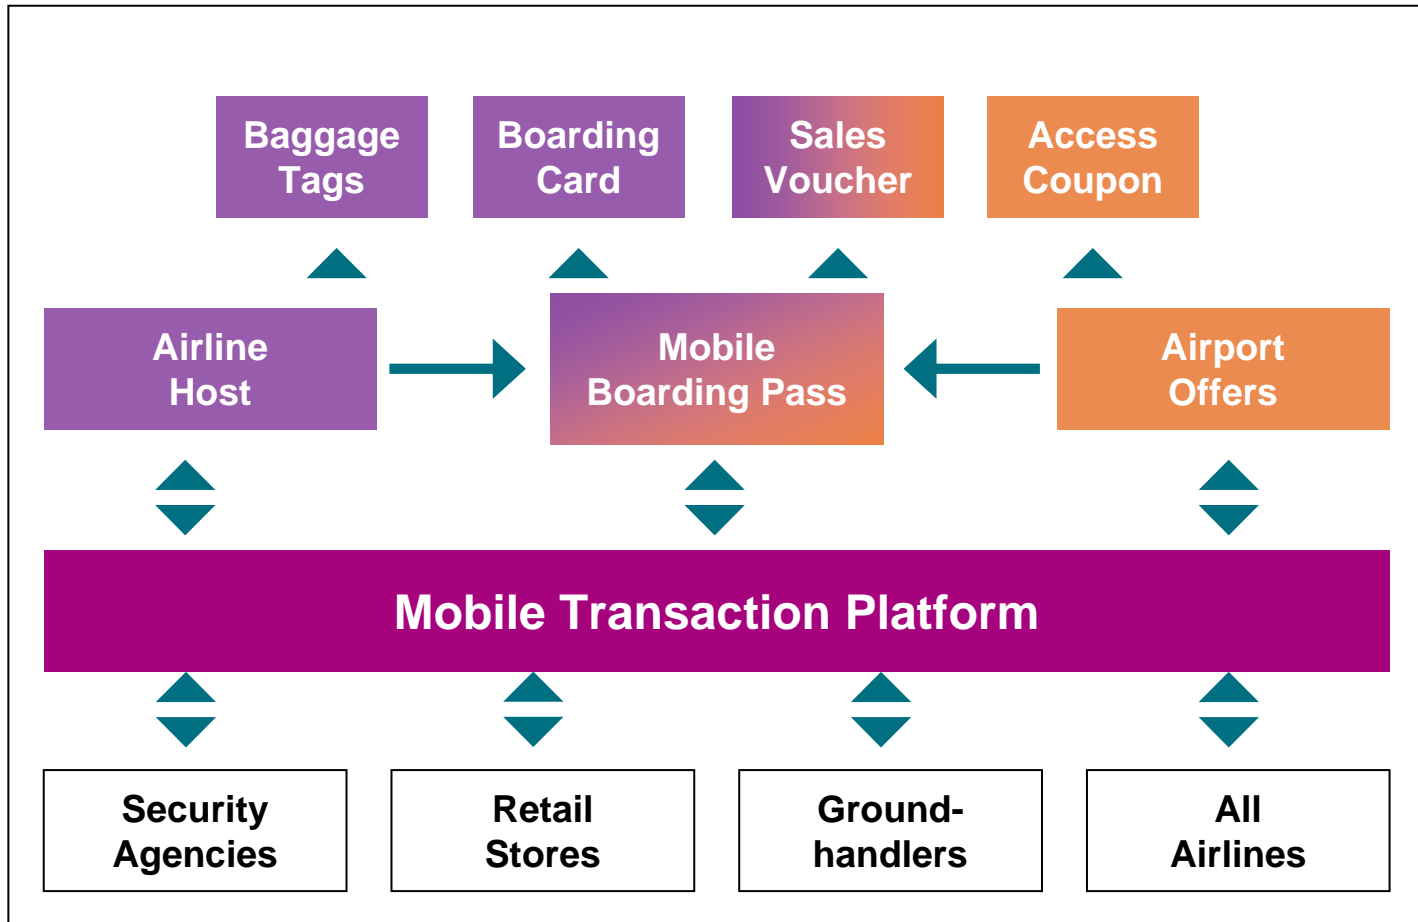 Baggage
Tags
Boarding
Card
Sales
Voucher
Access
Coupon
Airline
Host
Mobile
Boarding Pass
Airport
Offers
Mobile Transaction Platform
Security
Agencies
Retail
Stores
Ground-
handlers
All
Airlines